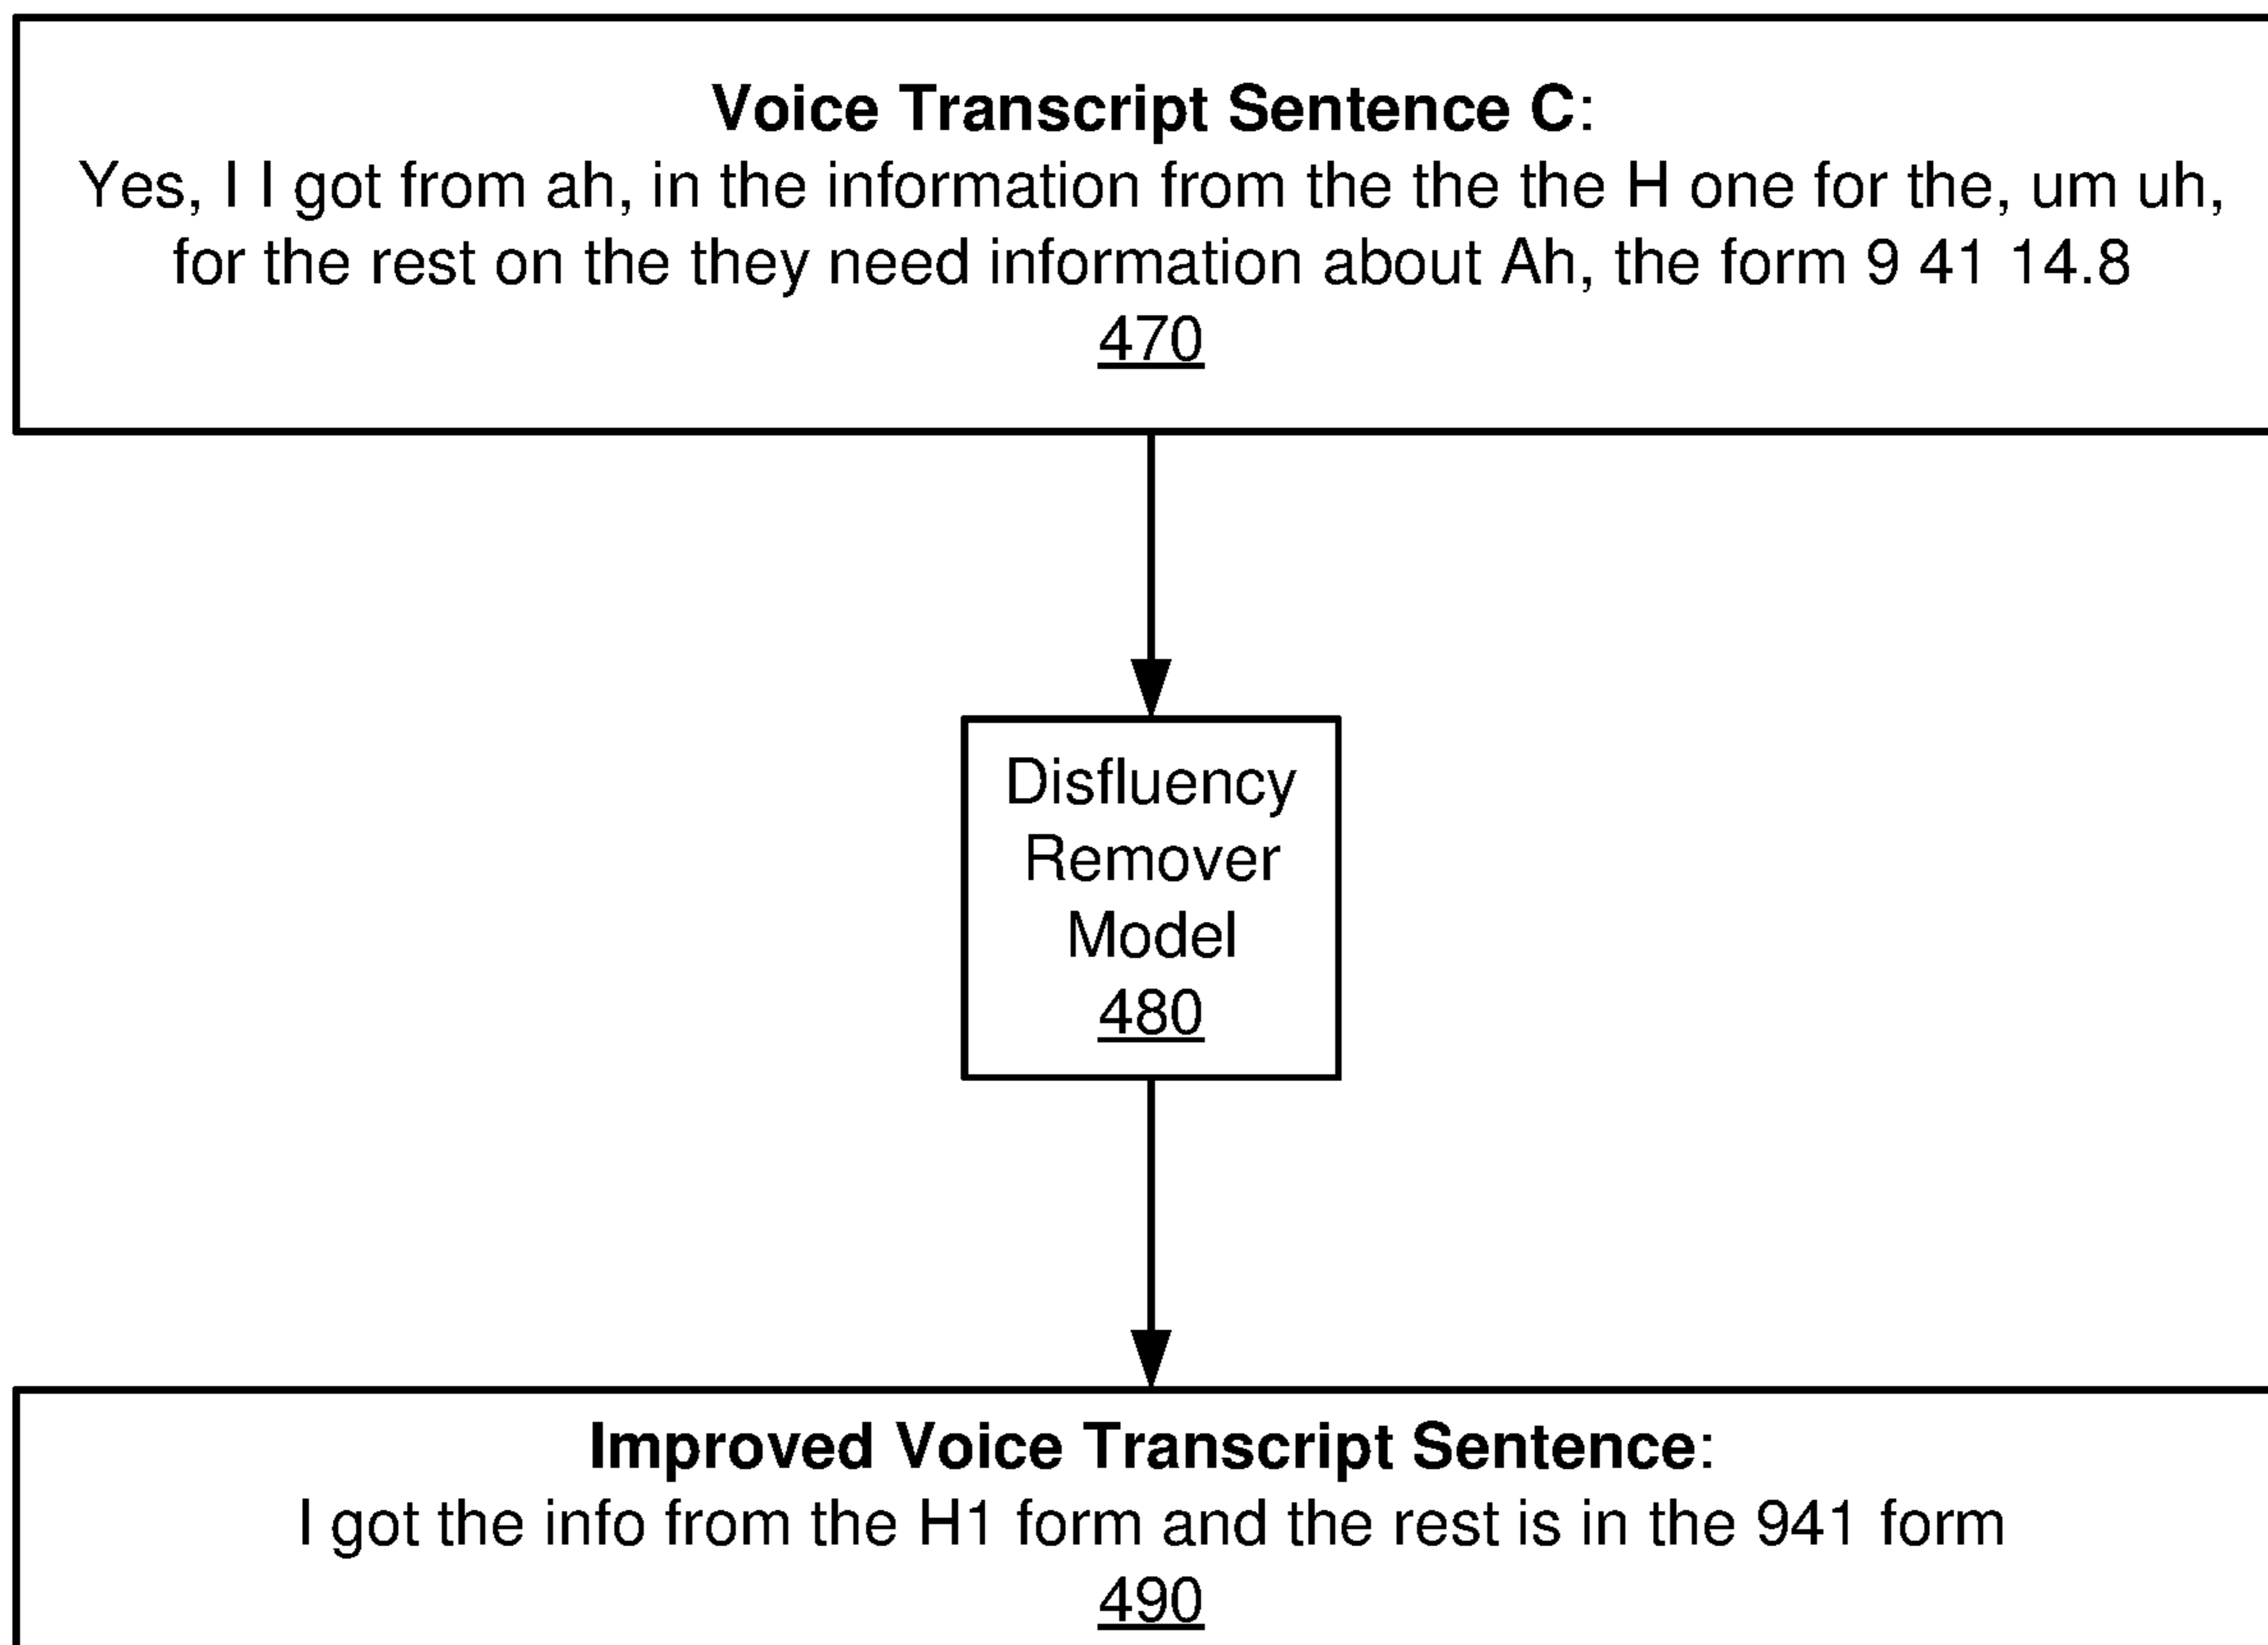 Voice Transcript Sentence C:
Yes, I I got from ah, in the information from the the the H one for the, um uh,
for the rest on the they need information about Ah, the form 9 41 14.8
470
Disfluency
Remover
Model
480
Improved Voice Transcript Sentence:
I got the info from the H1 form and the rest is in the 941 form
490